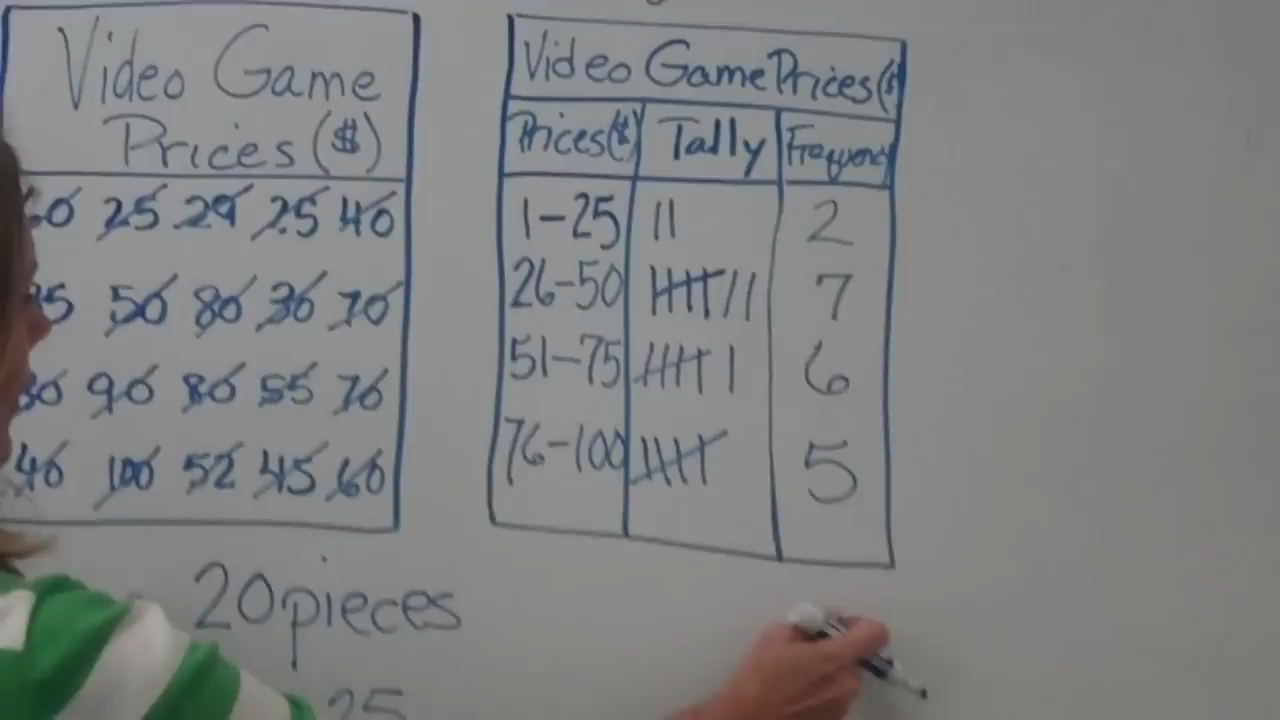 Video Game
Prices ($)
60 25 29 25 40
50 80 30 70
90 80 55 70
40 100 52 45 60
20 pieces
25
Video Game Prices ($)
Prices ($) Tally Frequency
1-25 || 2
26-50 |||| || 7
51-75 |||| | 6
76-100 |||| 5